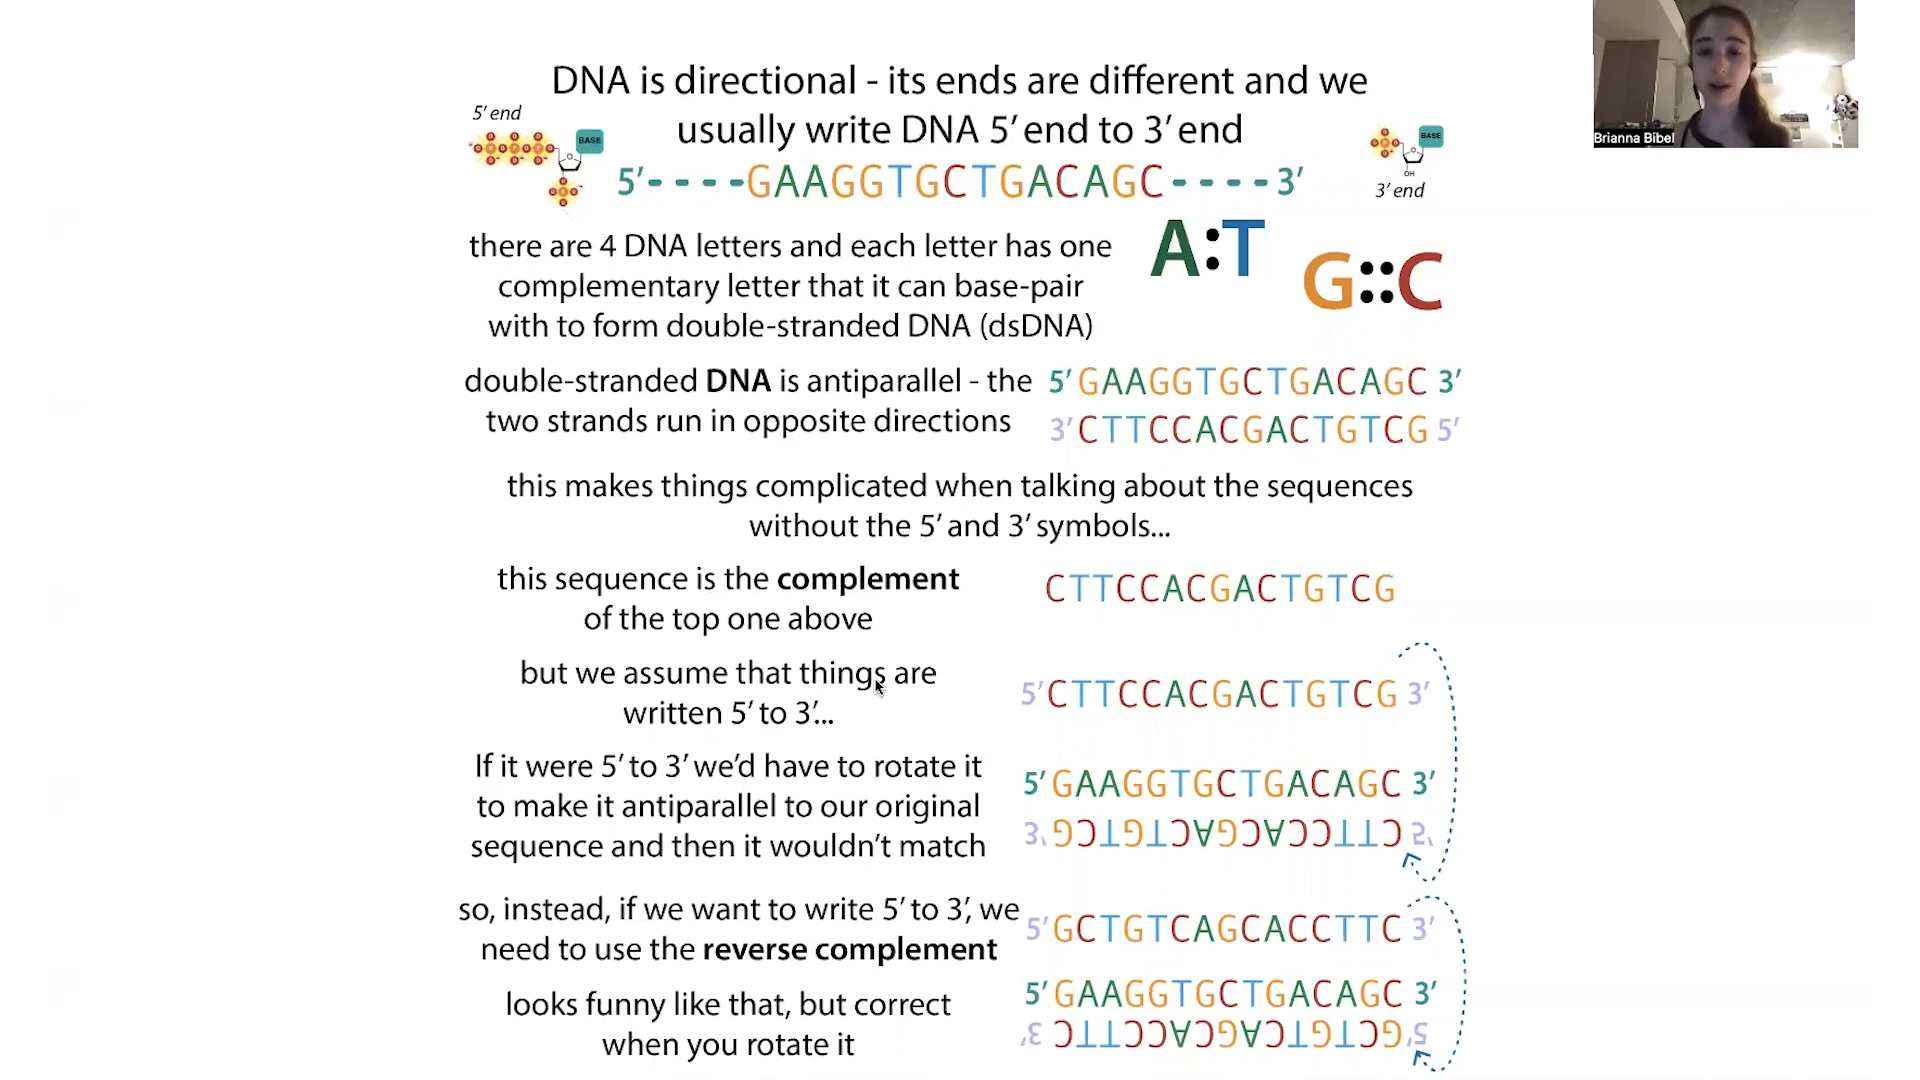 DNA is directional - its ends are different and we
usually write DNA 5’ end to 3’ end
5’ end
BASE
5’----GAAGGTGCTGACAGC----3’
BASE
OH
3’ end
there are 4 DNA letters and each letter has one
complementary letter that it can base-pair
with to form double-stranded DNA (dsDNA)
A:T
G::C
double-stranded DNA is antiparallel - the
two strands run in opposite directions
5’ GAAGGTGCTGACAGC 3’
3’ CTTCCACGACTGTCG 5’
this makes things complicated when talking about the sequences
without the 5’ and 3’ symbols...
this sequence is the complement
of the top one above
CTTCCACGACTGTCG
but we assume that things are
written 5’ to 3’...
5’ CTTCCACGACTGTCG 3’
If it were 5’ to 3’ we’d have to rotate it
to make it antiparallel to our original
sequence and then it wouldn’t match
5’ GAAGGTGCTGACAGC 3’
5’ CTTCCACGACTGTCG 3’
so, instead, if we want to write 5’ to 3’, we
need to use the reverse complement
5’ GCTGTCAGCACCTTC 3’
looks funny like that, but correct
when you rotate it
5’ GAAGGTGCTGACAGC 3’
5’ GCTGTCAGCACCTTC 3’
Brianna Bibel